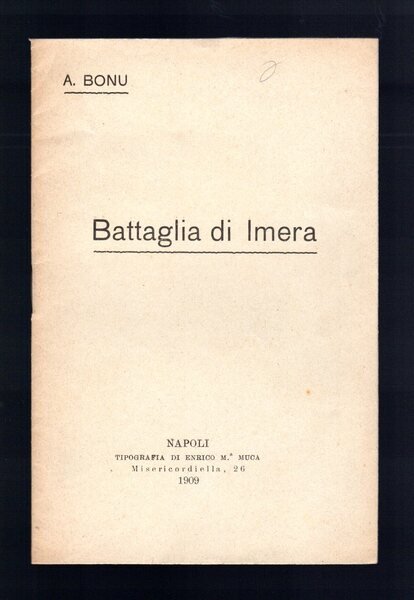 A. BONU
Battaglia di Imera
NAPOLI
TIPOGRAFIA DI ENRICO M.ª MUCA
Misericordiella, 26
1909